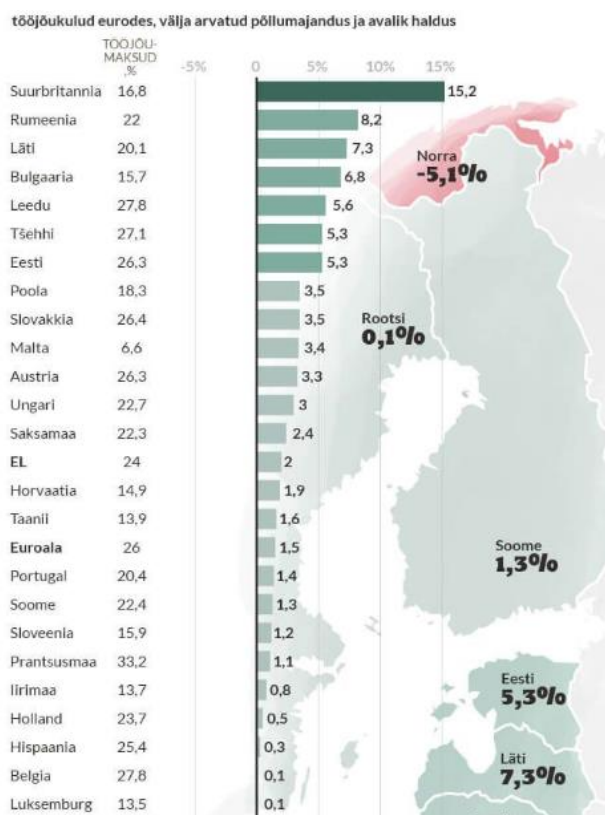 tööjõukulud eurodes, välja arvatud põllumajandus ja avalik haldus
TÖÖJÕU-
MAKSUD
,%
-5% 0 5% 10% 15%
Suurbritannia 16,8 15,2
Rumeenia 22 8,2
Läti 20,1 7,3
Bulgaaria 15,7 6,8
Leedu 27,8 5,6
Tšehhi 27,1 5,3
Eesti 26,3 5,3
Poola 18,3 3,5
Slovakkia 26,4 3,5
Malta 6,6 3,4
Austria 26,3 3,3
Ungari 22,7 3
Saksamaa 22,3 2,4
EL 24 2
Horvaatia 14,9 1,9
Taanii 13,9 1,6
Euroala 26 1,5
Portugal 20,4 1,4
Soome 22,4 1,3
Sloveenia 15,9 1,2
Prantsusmaa 33,2 1,1
Iirimaa 13,7 0,8
Holland 23,7 0,5
Hispaania 25,4 0,3
Belgia 27,8 0,1
Luksemburg 13,5 0,1
Norra
-5,1%
Rootsi
0,1%
Soome
1,3%
Eesti
5,3%
Läti
7,3%